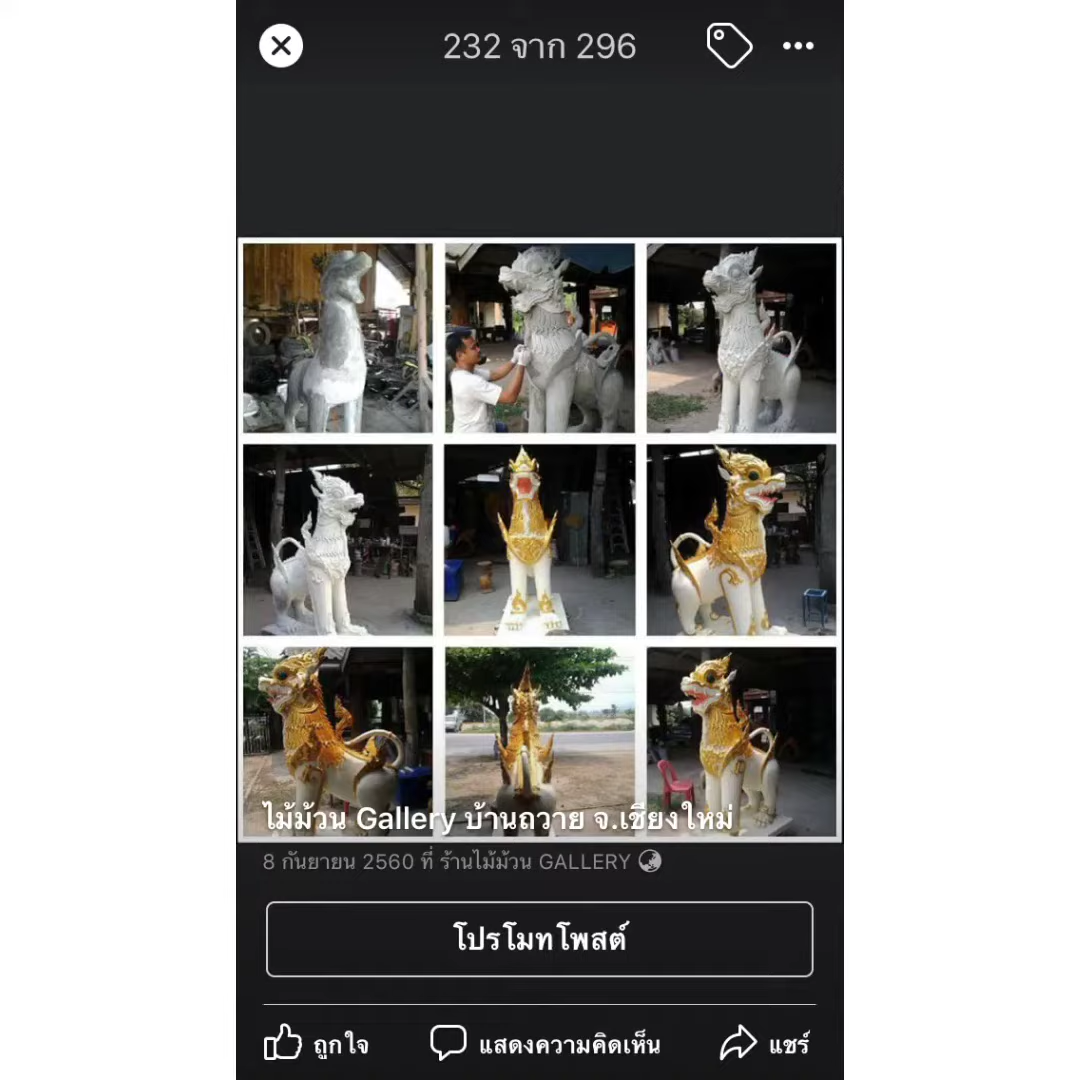 232 จาก 296
ไม้ม้วน Gallery บ้านถวาย จ.เชียงใหม่
8 กันยายน 2560 ที่ ร้านไม้ม้วน GALLERY
โปรโมทโพสต์
ถูกใจ
แสดงความคิดเห็น
แชร์